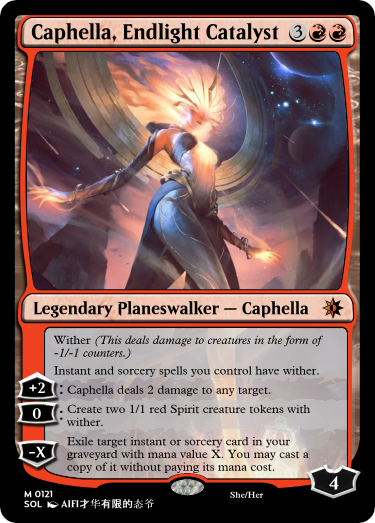 Caphella, Endlight Catalyst 3
Legendary Planeswalker — Caphella
Wither (This deals damage to creatures in the form of
-1/-1 counters.)
Instant and sorcery spells you control have wither.
+2: Caphella deals 2 damage to any target.
0: Create two 1/1 red Spirit creature tokens with
wither.
Exile target instant or sorcery card in your
-X: graveyard with mana value X. You may cast a
copy of it without paying its mana cost.
4
M 0121
She/Her
SOL AIFI才华有限的态爷